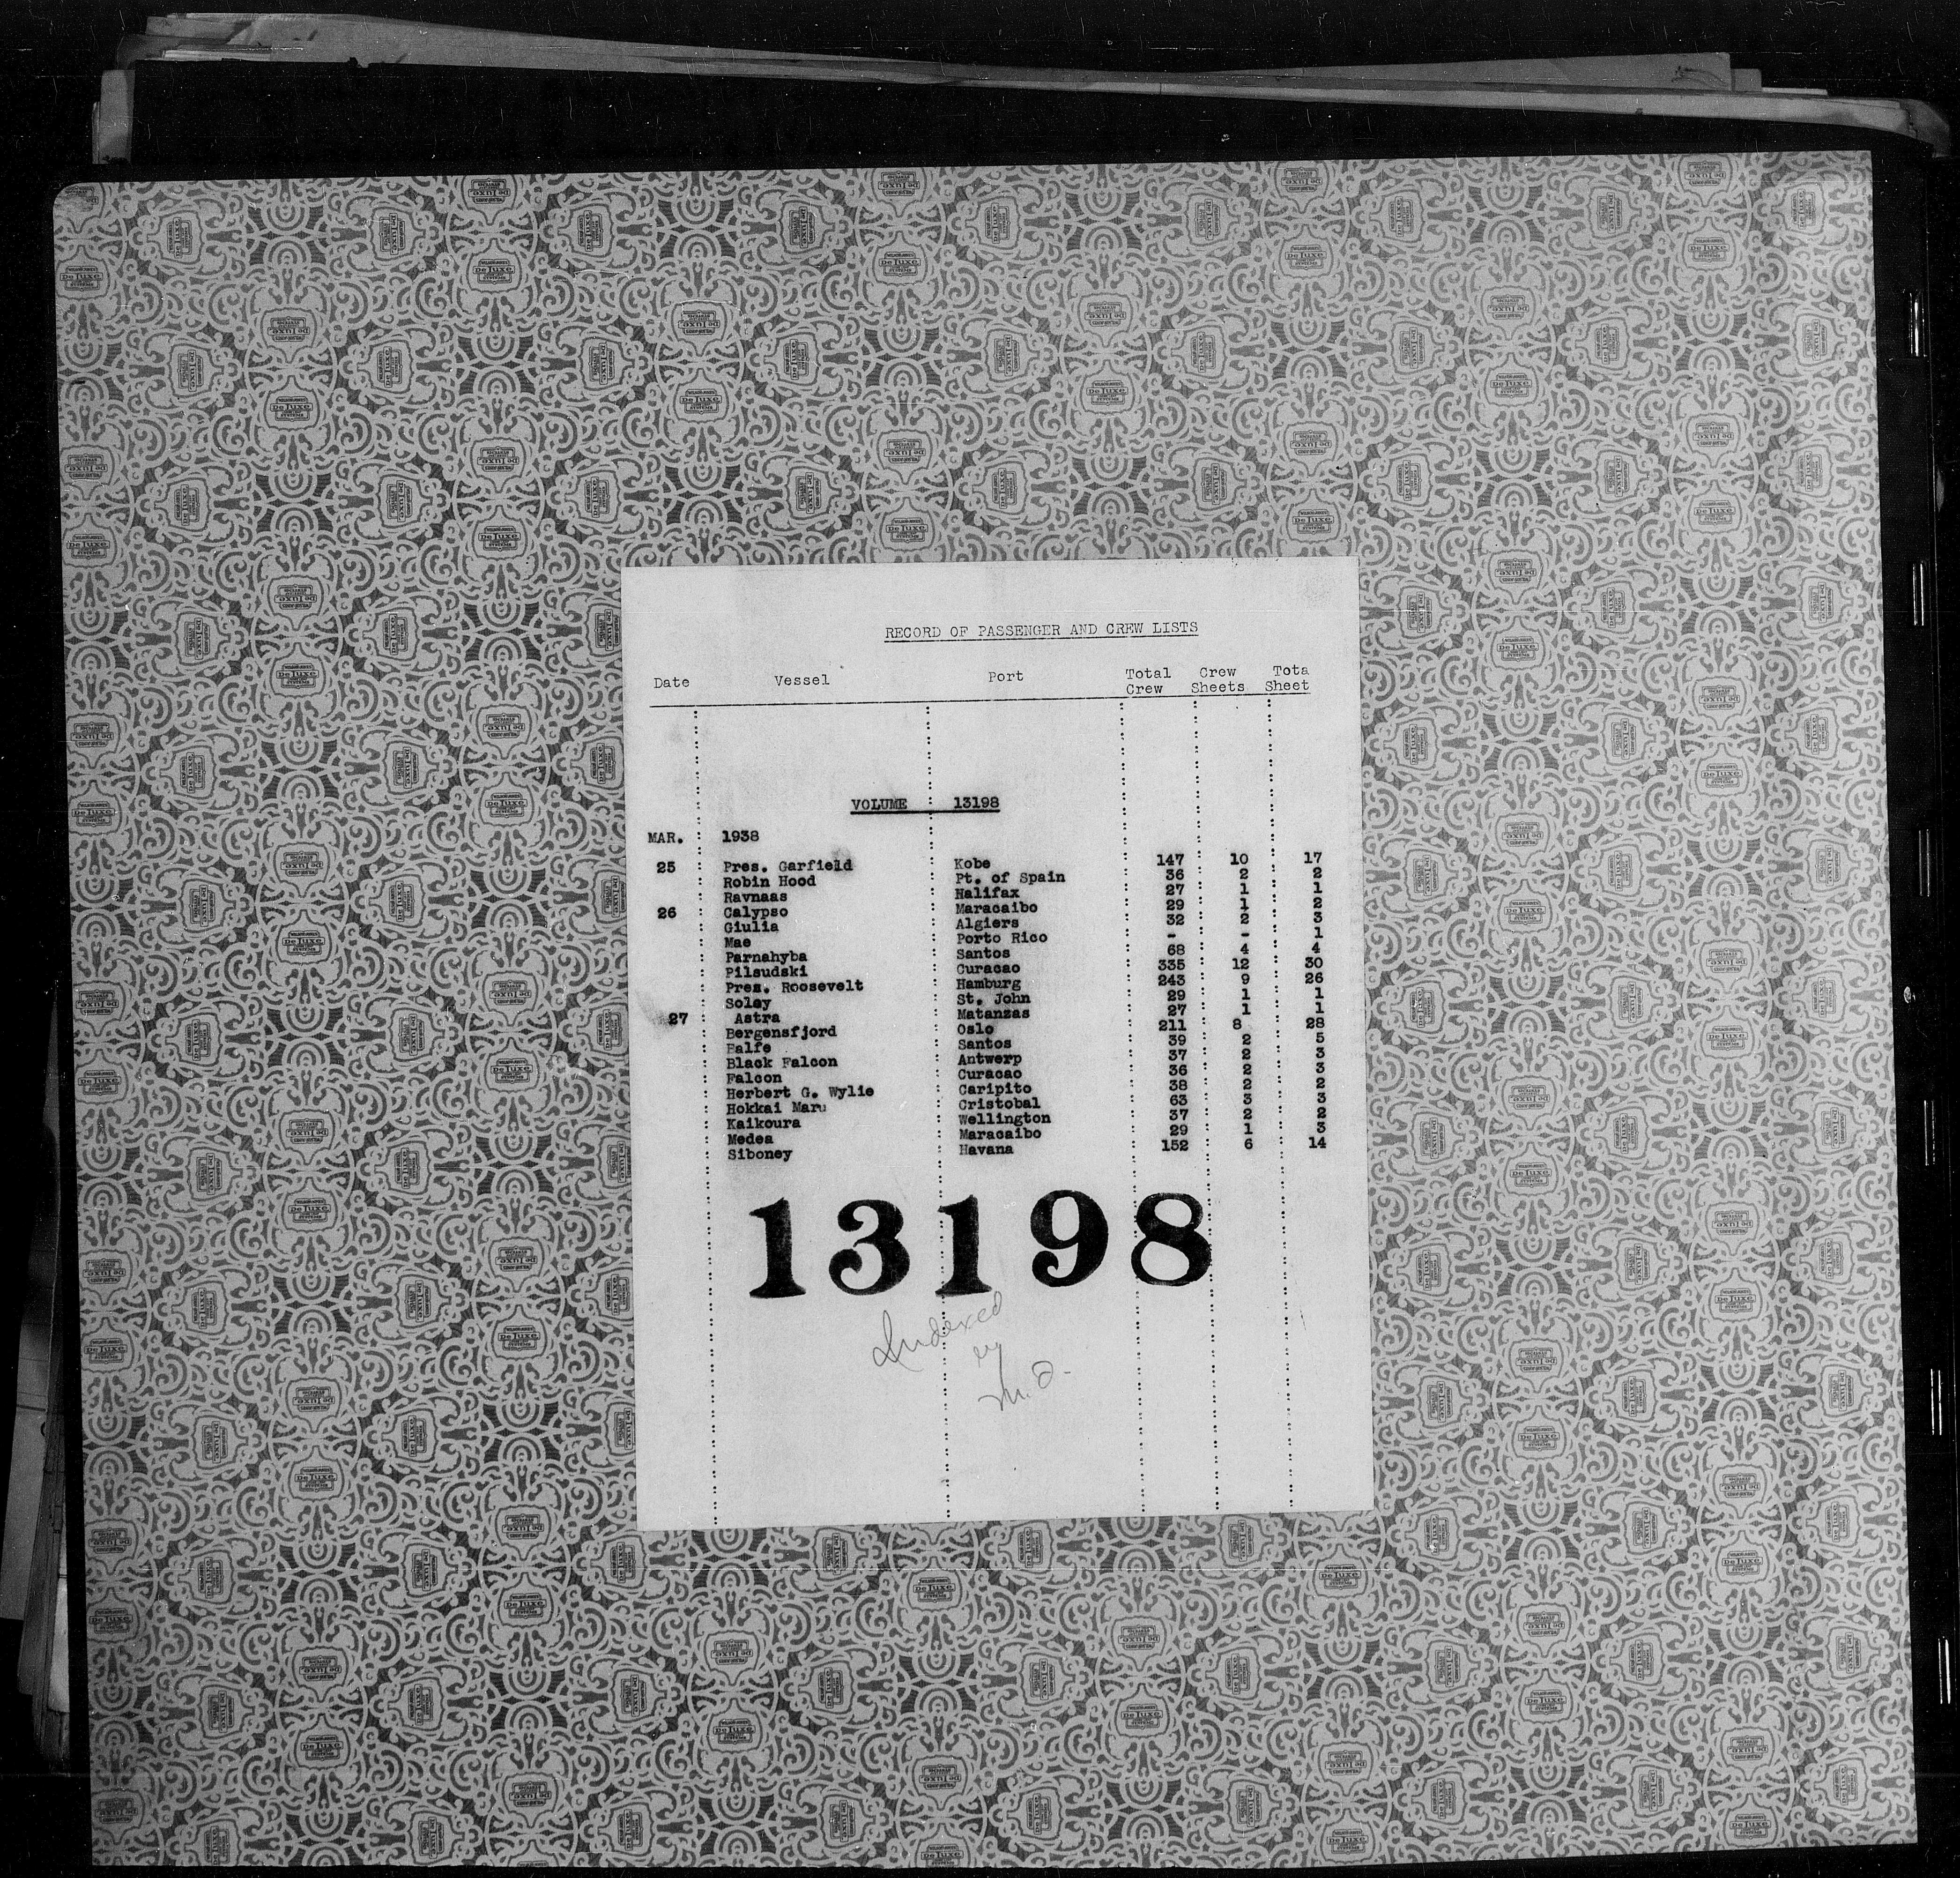 RECORD OF PASSENGER AND CREW LISTS
Date Vessel Port Total Crew Crew Sheets Tota Sheet
VOLUME 13198
MAR. 1938
25 Pres. Garfield Kobe 147 10 17
Robin Hood Pt. of Spain 36 2 2
Ravnaas Halifax 27 1 1
26 Calypso Maracaibo 29 1 2
Giulia Algiers 32 2 3
Mae Porto Rico - - 1
Parnahyba Santos 68 4 4
Pilsudski Curacao 335 12 30
Pres. Roosevelt Hamburg 243 9 26
Soley St. John 29 1 1
27 Astra Matanzas 27 1 1
Bergensfjord Oslo 211 8 28
Balfe Santos 39 2 5
Black Falcon Antwerp 37 2 3
Falcon Curacao 36 2 3
Herbert G. Wylie Caripito 38 2 2
Hokkai Maru Cristobal 63 3 3
Kaikoura Wellington 37 2 2
Medea Maracaibo 29 1 3
Siboney Havana 152 6 14
13198
Indexed
by
De Luxe